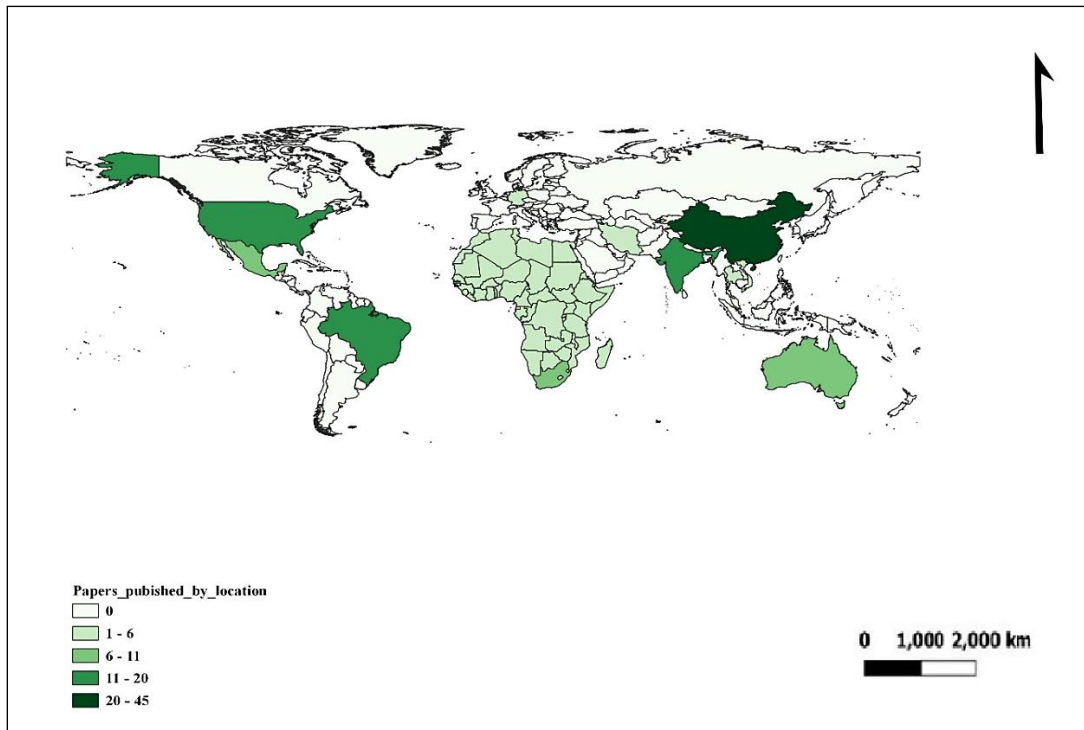 Papers_pubished_by_location
0
1 - 6
6 - 11
11 - 20
20 - 45
0 1,000 2,000 km